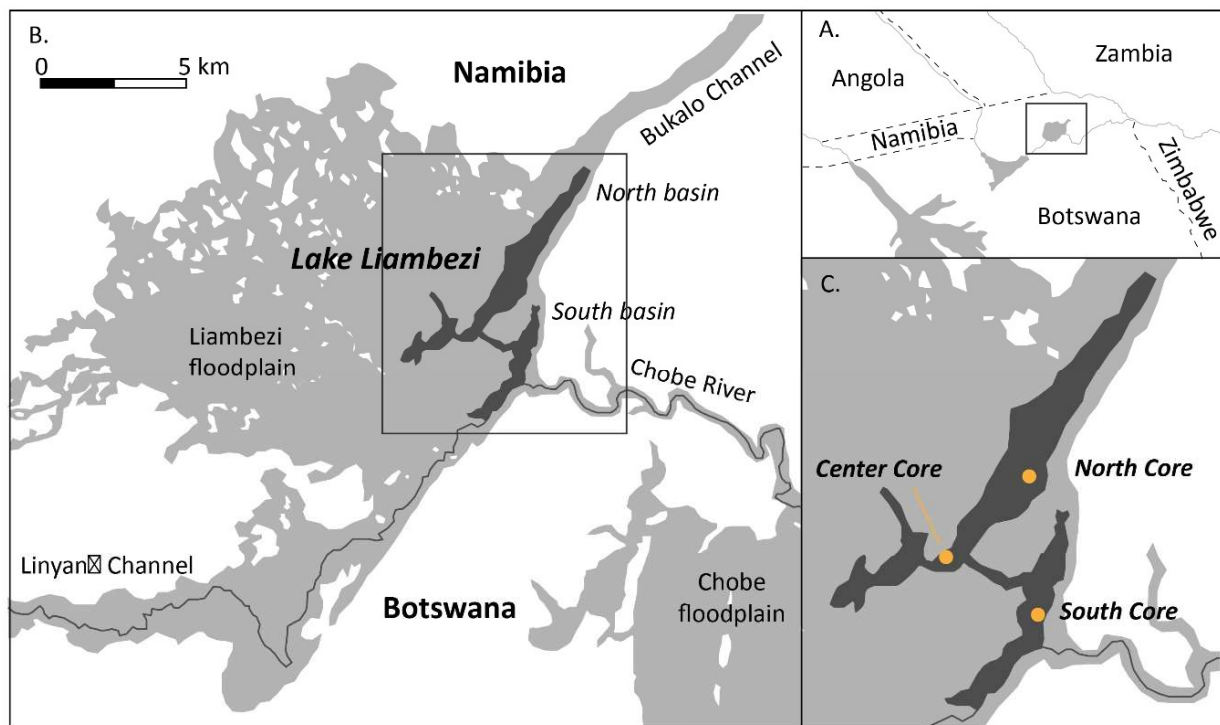 B.
0 5 km
Namibia
Bukalo Channel
North basin
Lake Liambezi
South basin
Liambezi
floodplain
Chobe River
Linyan Channel
Botswana
Chobe
floodplain
A.
Angola
Zambia
Namibia
Zimbabwe
Botswana
C.
Center Core
North Core
South Core